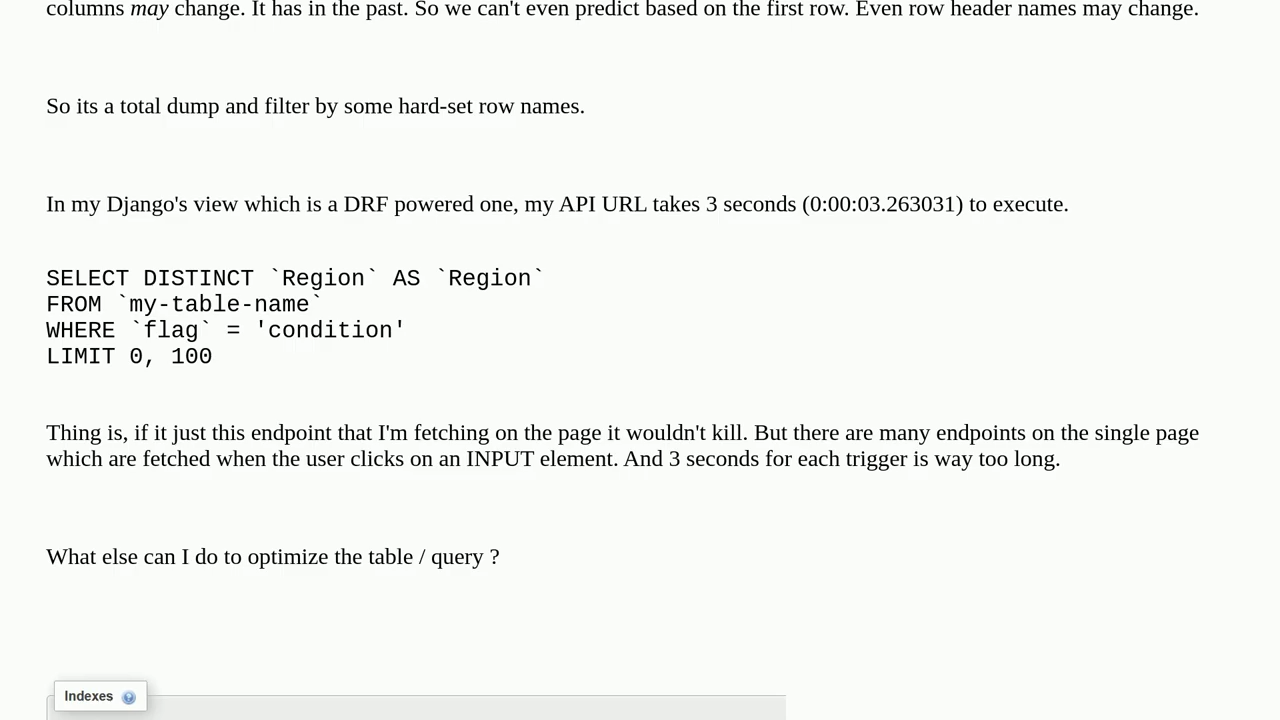 columns may change. It has in the past. So we can't even predict based on the first row. Even row header names may change.
So its a total dump and filter by some hard-set row names.
In my Django's view which is a DRF powered one, my API URL takes 3 seconds (0:00:03.263031) to execute.
SELECT DISTINCT `Region` AS `Region`
FROM `my-table-name`
WHERE `flag` = 'condition'
LIMIT 0, 100
Thing is, if it just this endpoint that I'm fetching on the page it wouldn't kill. But there are many endpoints on the single page
which are fetched when the user clicks on an INPUT element. And 3 seconds for each trigger is way too long.
What else can I do to optimize the table / query ?
Indexes ?